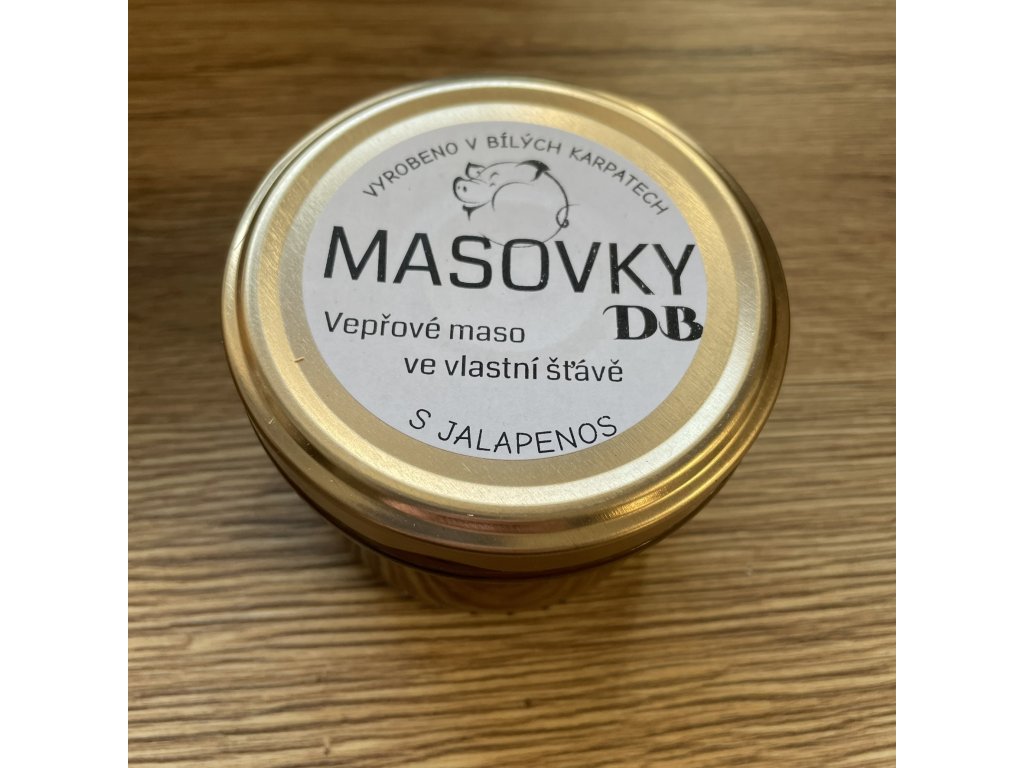 VYROBENO V BÍLÝCH KARPATECH
MASOVKY
DB
Vepřové maso
ve vlastní šťávě
S JALAPENOS